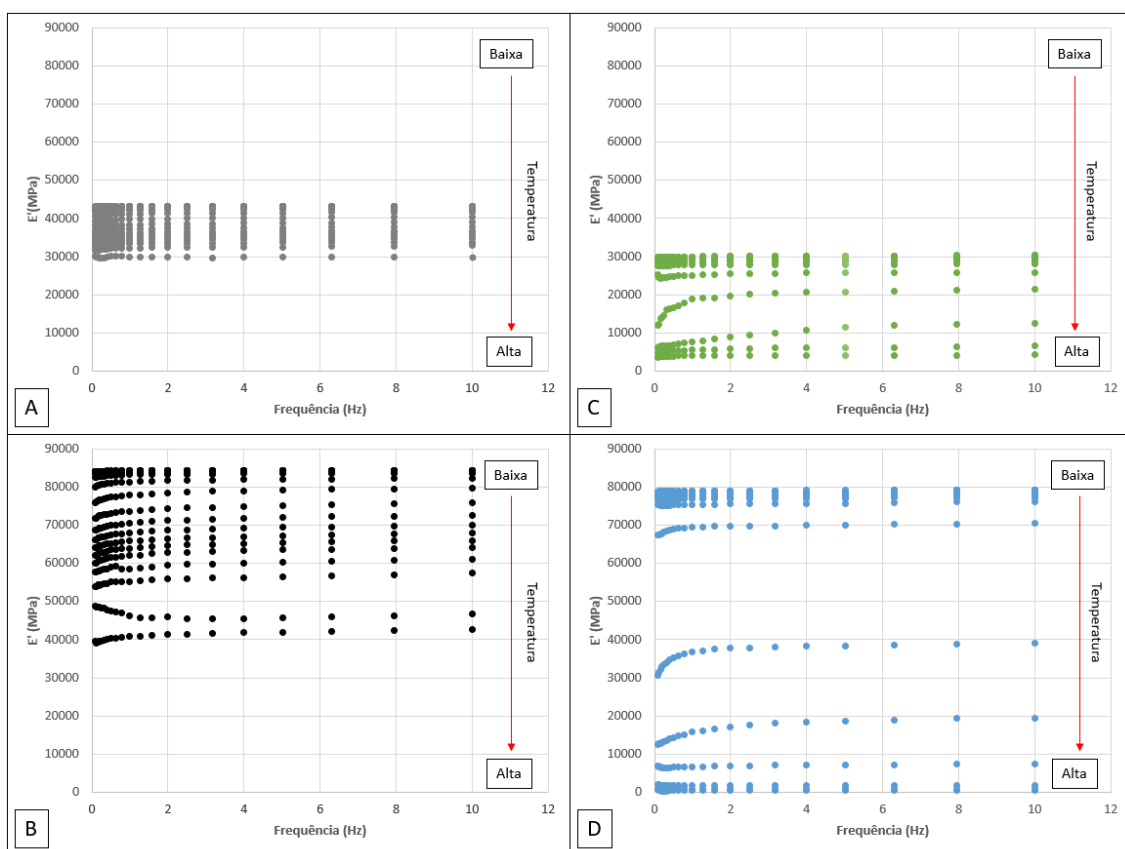 90000
80000
70000
60000
50000
40000
30000
20000
10000
0
E'(MPa)
0 2 4 6 8 10 12
Frequência (Hz)
Baixa
Temperatura
Alta
A
90000
80000
70000
60000
50000
40000
30000
20000
10000
0
E' (MPa)
0 2 4 6 8 10 12
Frequência (Hz)
Baixa
Temperatura
Alta
C
90000
80000
70000
60000
50000
40000
30000
20000
10000
0
E' (MPa)
0 2 4 6 8 10 12
Frequência (Hz)
Baixa
Temperatura
Alta
B
90000
80000
70000
60000
50000
40000
30000
20000
10000
0
E' (MPa)
0 2 4 6 8 10 12
Frequência (Hz)
Baixa
Temperatura
Alta
D